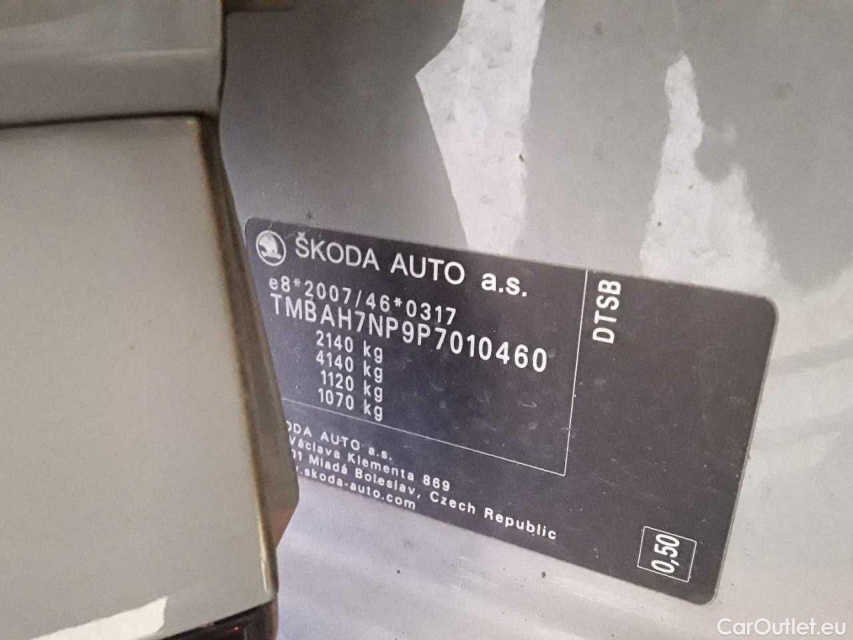 ŠKODA AUTO a.s.
e8*2007/46*0317
TMBAH7NP9P7010460
2140 kg
4140 kg
1120 kg
1070 kg
DTSB
AUTO a.s.
Václava Klementa 869
Mladá Boleslav, Czech Republic
.skoda-auto.com
0,50
CarOutlet.eu